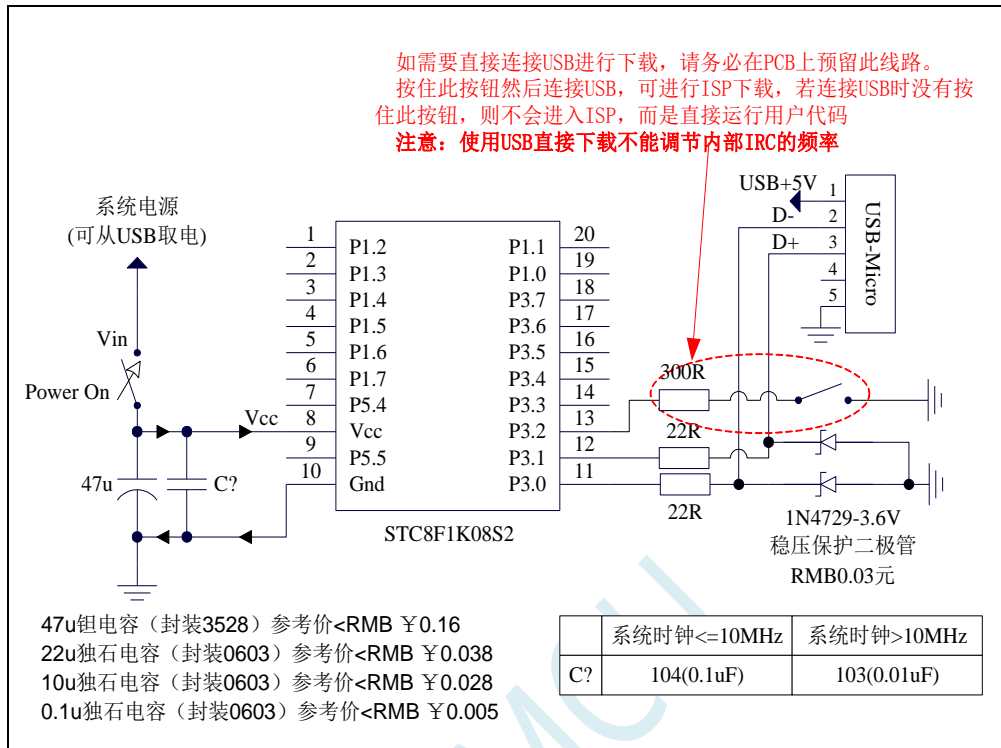 如需要直接连接USB进行下载，请务必在PCB上预留此线路。
按住此按钮然后连接USB，可进行ISP下载，若连接USB时没有按
住此按钮，则不会进入ISP，而是直接运行用户代码
注意：使用USB直接下载不能调节内部IRC的频率
USB+5V
D-
D+
1
2
3
4
5
USB-Micro
系统电源
(可从USB取电)
Vin
Power On
Vcc
47u
C?
1
2
3
4
5
6
7
8
9
10
P1.2
P1.3
P1.4
P1.5
P1.6
P1.7
P5.4
Vcc
P5.5
Gnd
P1.1
P1.0
P3.7
P3.6
P3.5
P3.4
P3.3
P3.2
P3.1
P3.0
20
19
18
17
16
15
14
13
12
11
STC8F1K08S2
300R
22R
22R
1N4729-3.6V
稳压保护二极管
RMB0.03元
47u钽电容（封装3528）参考价<RMB ￥0.16
22u独石电容（封装0603）参考价<RMB ￥0.038
10u独石电容（封装0603）参考价<RMB ￥0.028
0.1u独石电容（封装0603）参考价<RMB ￥0.005
系统时钟<=10MHz 系统时钟>10MHz
C? 104(0.1uF) 103(0.01uF)
MCU